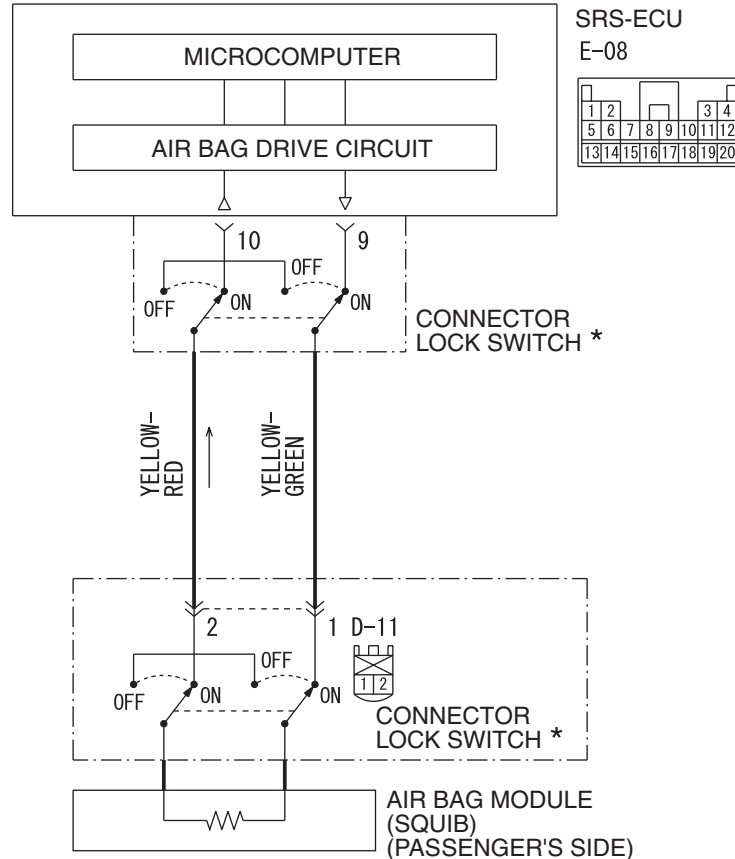 SRS-ECU
E-08
MICROCOMPUTER
AIR BAG DRIVE CIRCUIT
1 2 3 4
5 6 7 8 9 10 11 12
13 14 15 16 17 18 19 20
10 9
OFF
OFF ON ON
CONNECTOR
LOCK SWITCH *
YELLOW-
RED
YELLOW-
GREEN
2 1 D-11
OFF
1 2
OFF ON ON
CONNECTOR
LOCK SWITCH *
AIR BAG MODULE
(SQUIB)
(PASSENGER'S SIDE)